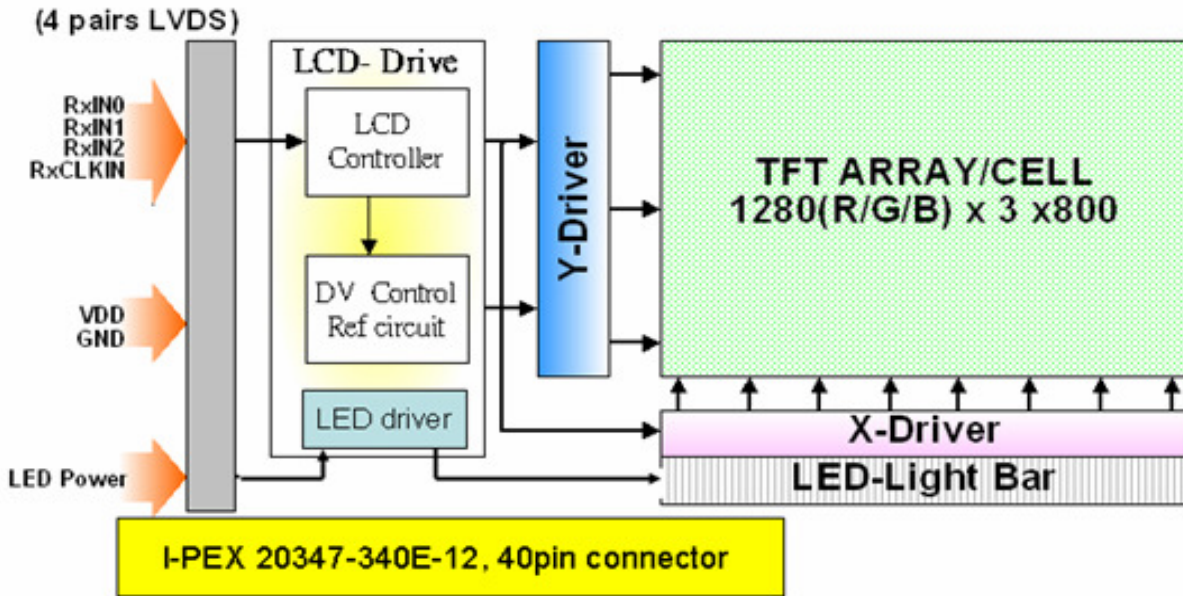 (4 pairs LVDS)
RxIN0
RxIN1
RxIN2
RxCLKIN
VDD
GND
LED Power
LCD- Drive
LCD
Controller
DV Control
Ref circuit
LED driver
Y-Driver
TFT ARRAY/CELL
1280(R/G/B) x 3 x800
X-Driver
LED-Light Bar
I-PEX 20347-340E-12, 40pin connector